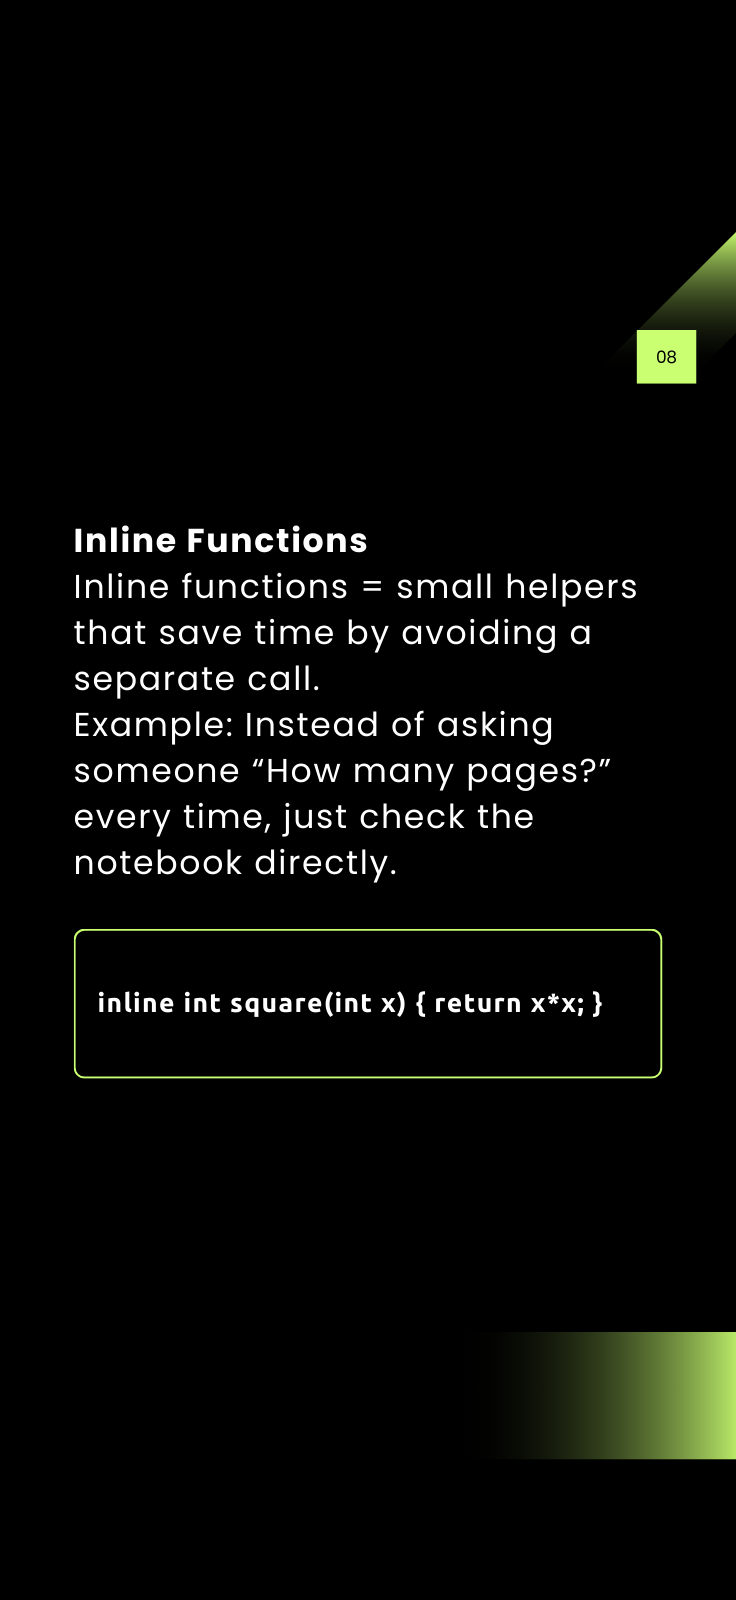 08
Inline Functions
Inline functions = small helpers
that save time by avoiding a
separate call.
Example: Instead of asking
someone “How many pages?”
every time, just check the
notebook directly.
inline int square(int x) { return x*x; }